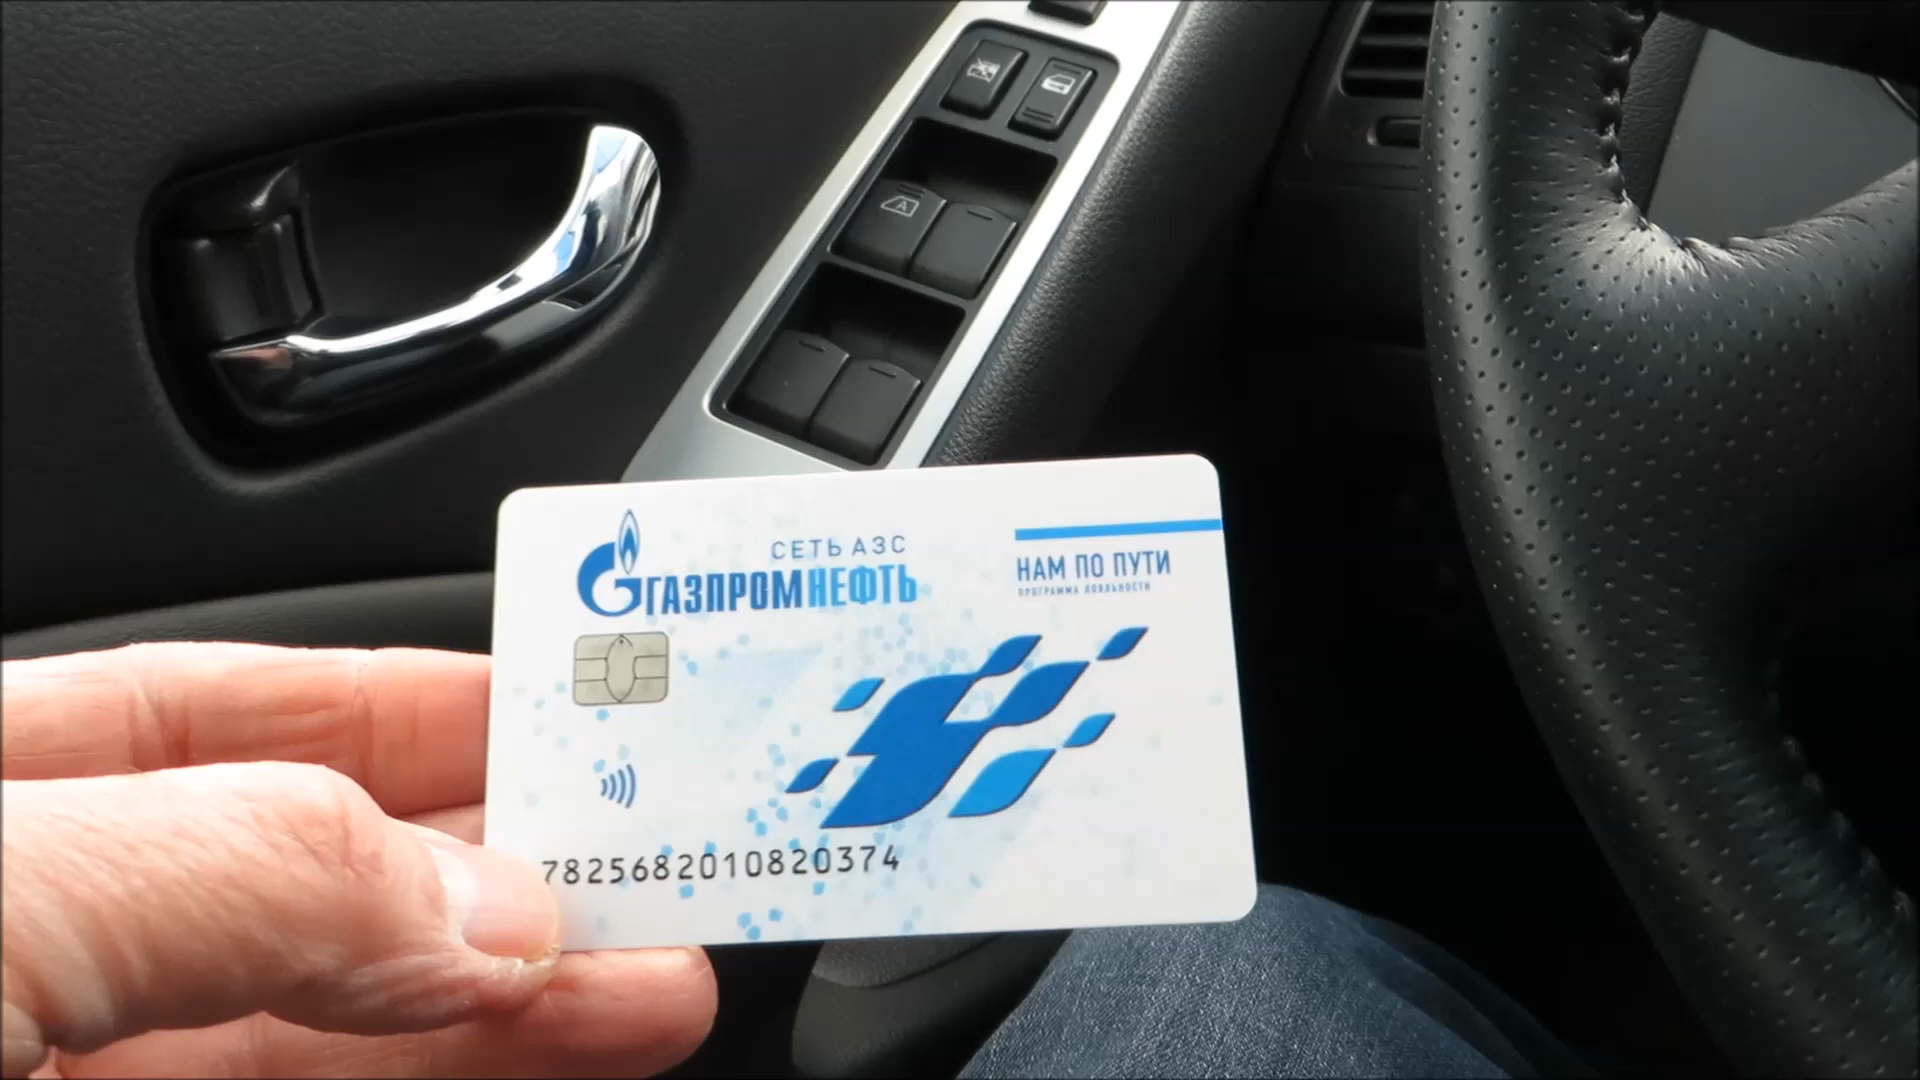 СЕТЬ АЗС
ГАЗПРОМНЕФТЬ
НАМ ПО ПУТИ
ПРОГРАММА ЛОЯЛЬНОСТИ
7825682010820374
A